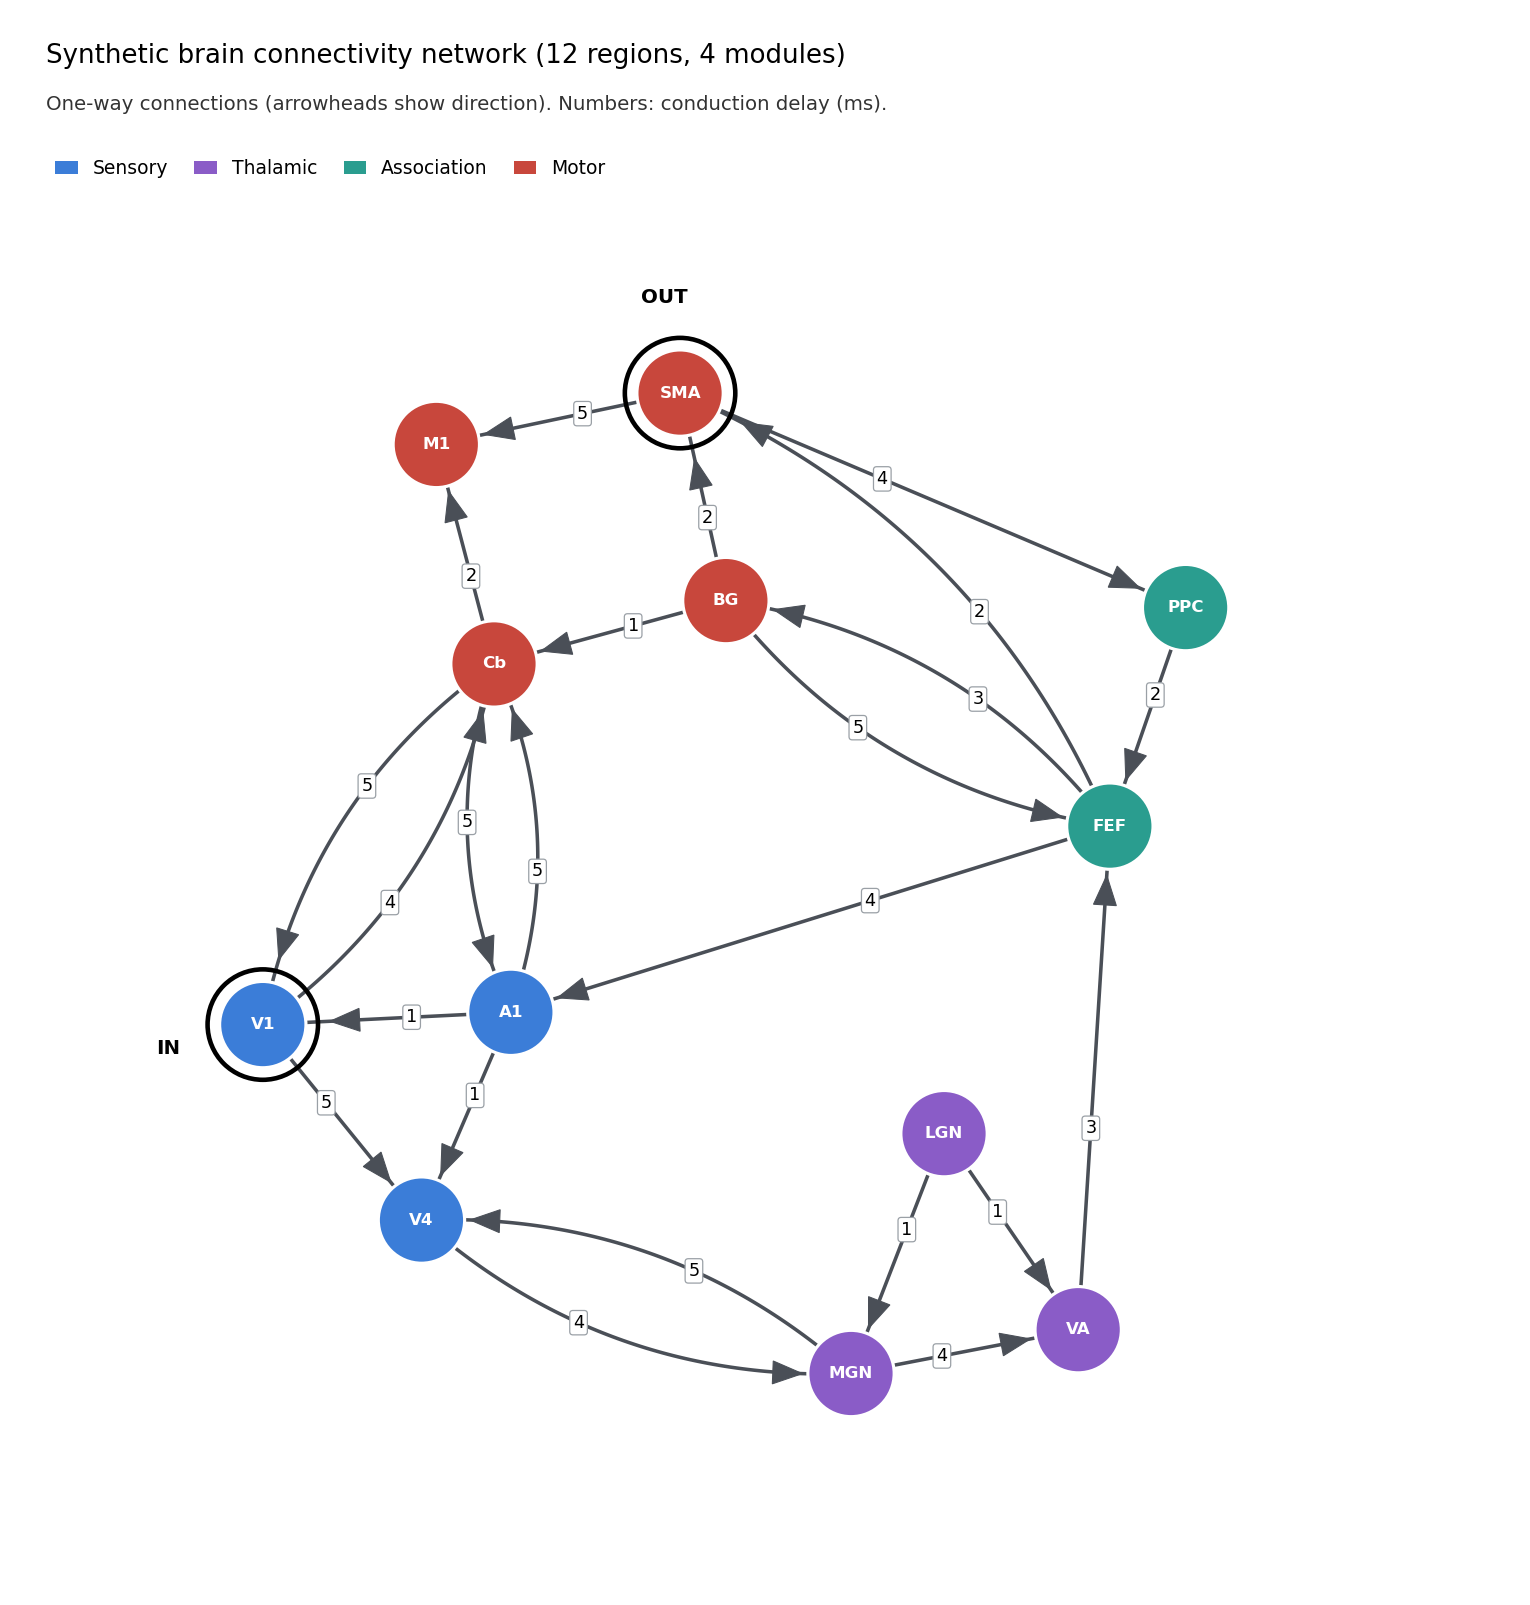 Synthetic brain connectivity network (12 regions, 4 modules)
One-way connections (arrowheads show direction). Numbers: conduction delay (ms).
Sensory Thalamic Association Motor
OUT
SMA
5
M1
4
2
2
BG
PPC
2
1
Cb
2
3
5
5
5
FEF
4
5
4
A1
1
V1
IN
5
1
3
LGN
1
1
V4
5
4
VA
4
MGN